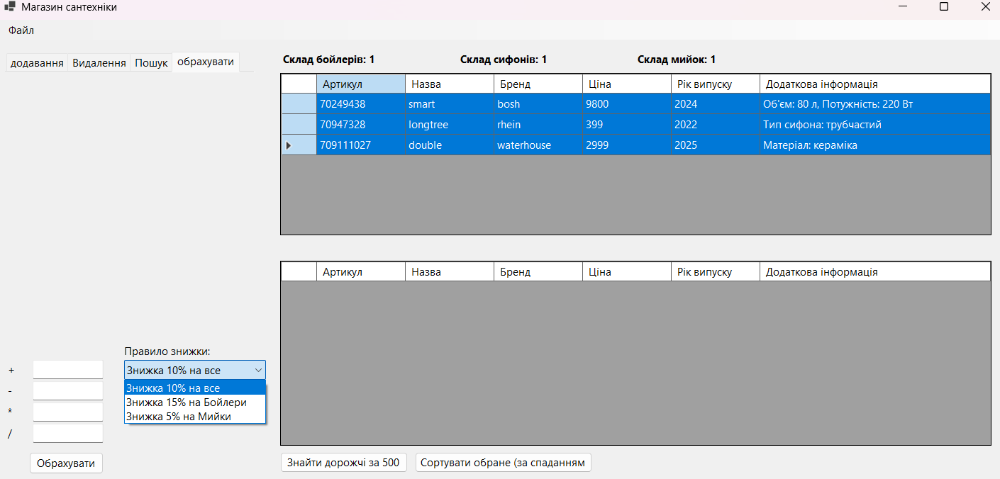 Магазин сантехніки
Файл
додавання Видалення Пошук обрахувати
Склад бойлерів: 1 Склад сифонів: 1 Склад мийок: 1
Артикул Назва Бренд Ціна Рік випуску Додаткова інформація
70249438 smart bosh 9800 2024 Об'єм: 80 л, Потужність: 220 Вт
70947328 longtree rhein 399 2022 Тип сифона: трубчастий
709111027 double waterhouse 2999 2025 Матеріал: кераміка
Артикул Назва Бренд Ціна Рік випуску Додаткова інформація
Правило знижки:
+ Знижка 10% на все
- Знижка 10% на все
Знижка 15% на Бойлери
* Знижка 5% на Мийки
/
Обрахувати Знайти дорожчі за 500 Сортувати обране (за спаданням